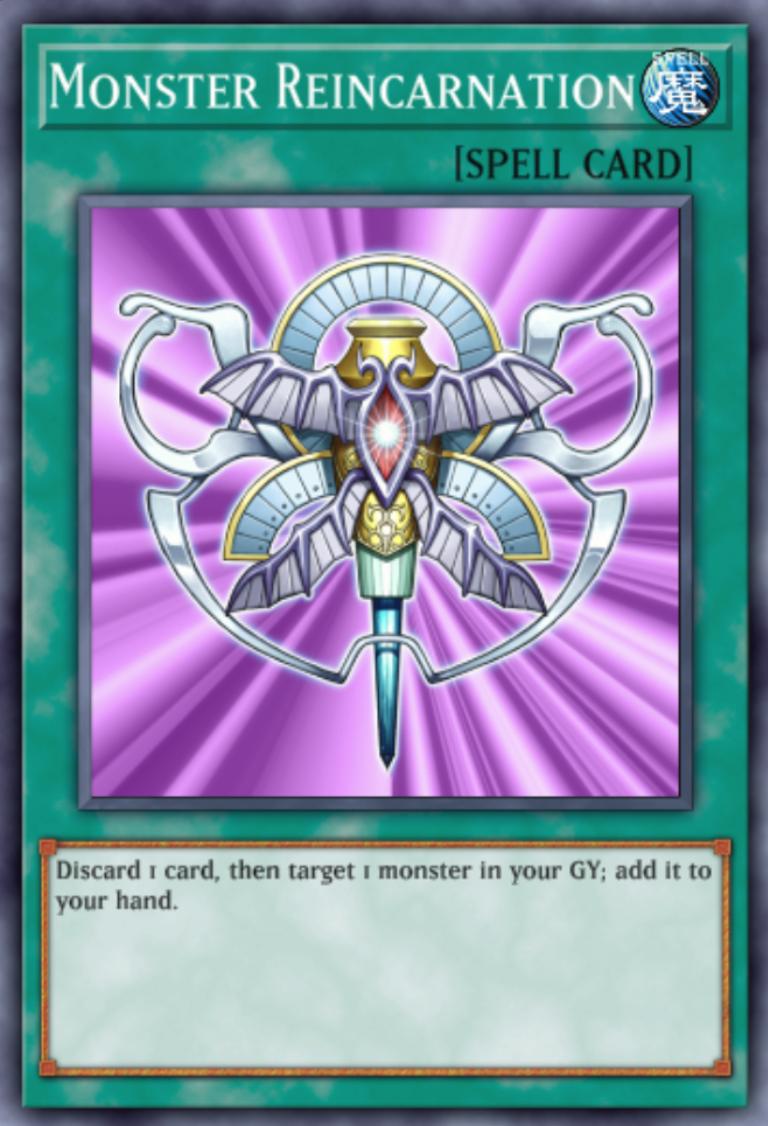 MONSTER REINCARNATION
SPELL
魔
[SPELL CARD]
Discard 1 card, then target 1 monster in your GY; add it to
your hand.